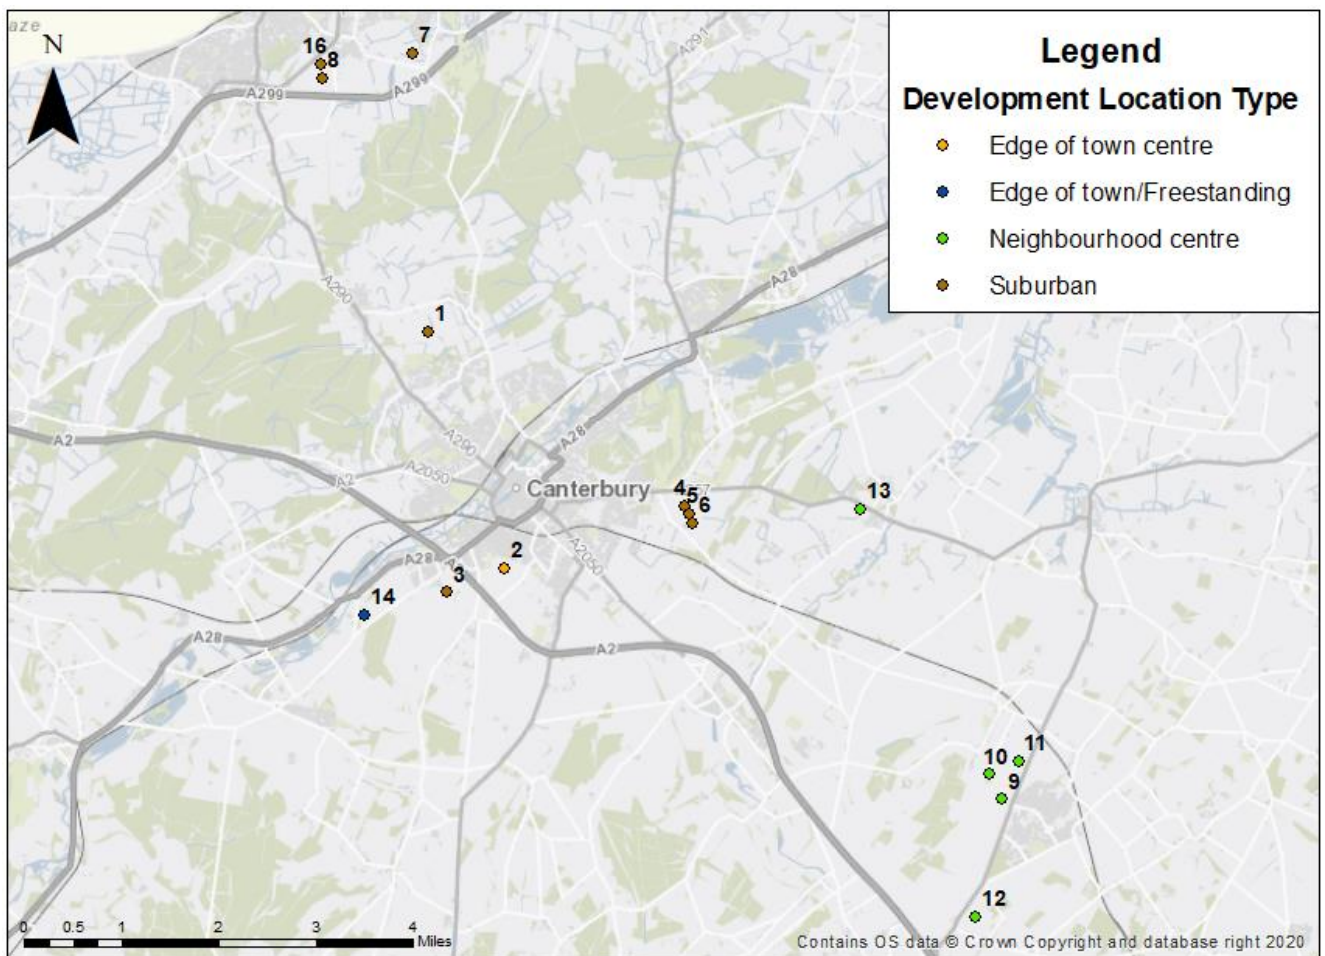 aze
N
16
8
7
A299
A299
A291
Legend
Development Location Type
Edge of town centre
Edge of town/Freestanding
Neighbourhood centre
Suburban
A290
1
A28
A2
A290
A28
A2050
A2
Canterbury
4
5
6
13
A28
2
A2050
3
14
A28
A2
10
11
9
12
0 0.5 1 2 3 4
Miles
Contains OS data © Crown Copyright and database right 2020